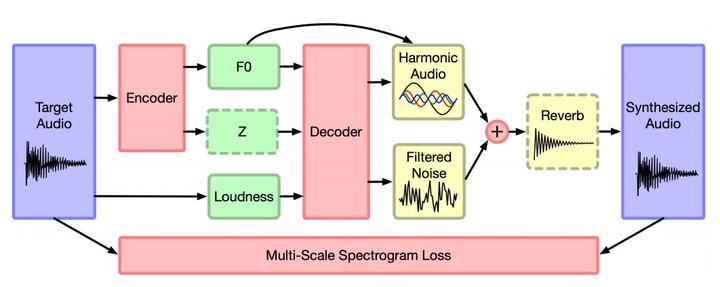 Target
Audio
Encoder
F0
Z
Loudness
Decoder
Harmonic
Audio
Filtered
Noise
+
Reverb
Synthesized
Audio
Multi-Scale Spectrogram Loss